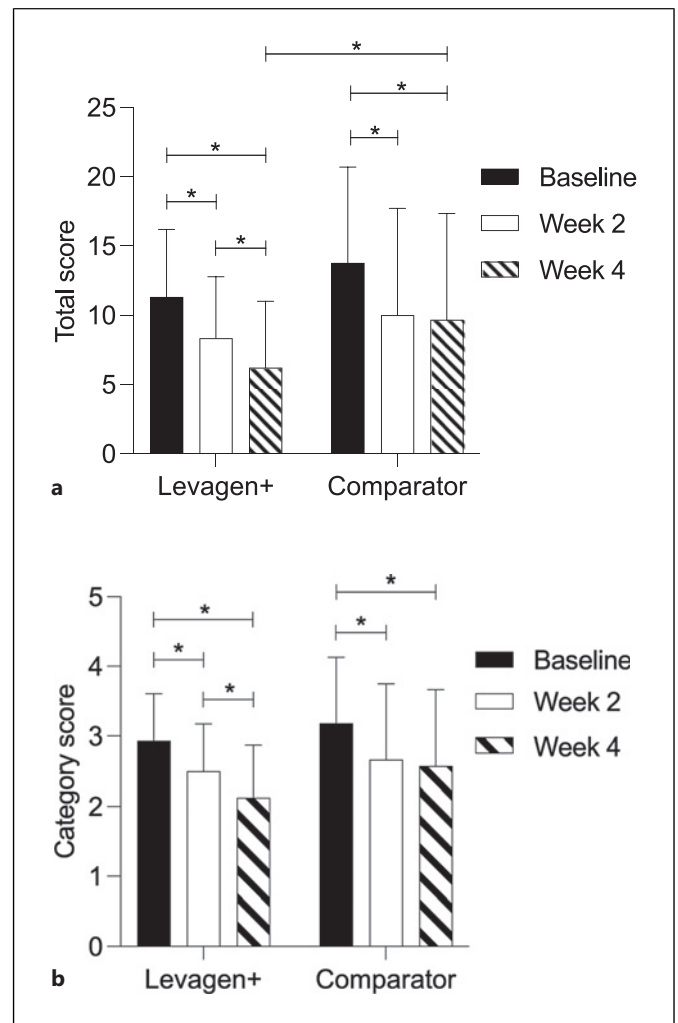 *
*
25
*
*
20
*
*
15
10
5
0
Total score
Baseline
Week 2
Week 4
Levagen+
Comparator
a
5
*
*
*
4
*
*
3
2
1
0
Category score
Baseline
Week 2
Week 4
Levagen+
Comparator
b